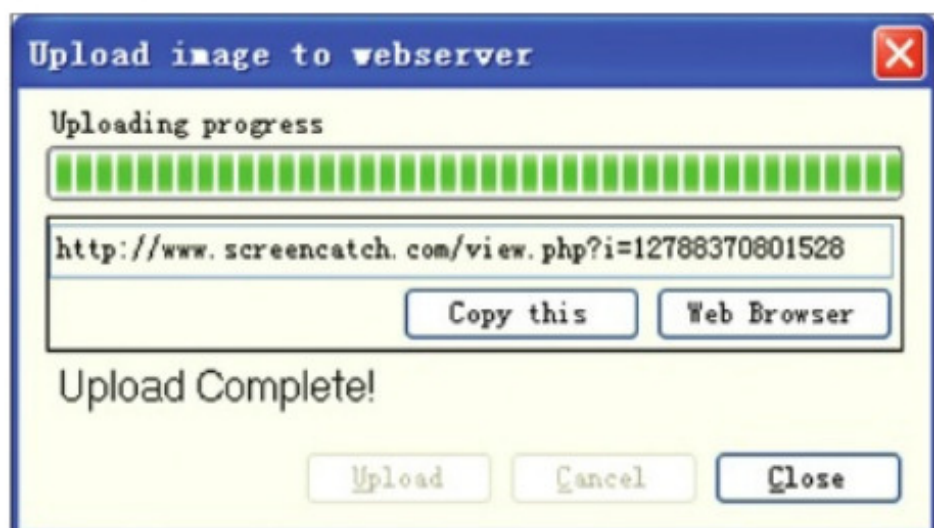 Upload image to webserver
Uploading progress
http://www.screencatch.com/view.php?i=12788370801528
Copy this Web Browser
Upload Complete!
Upload Cancel Close